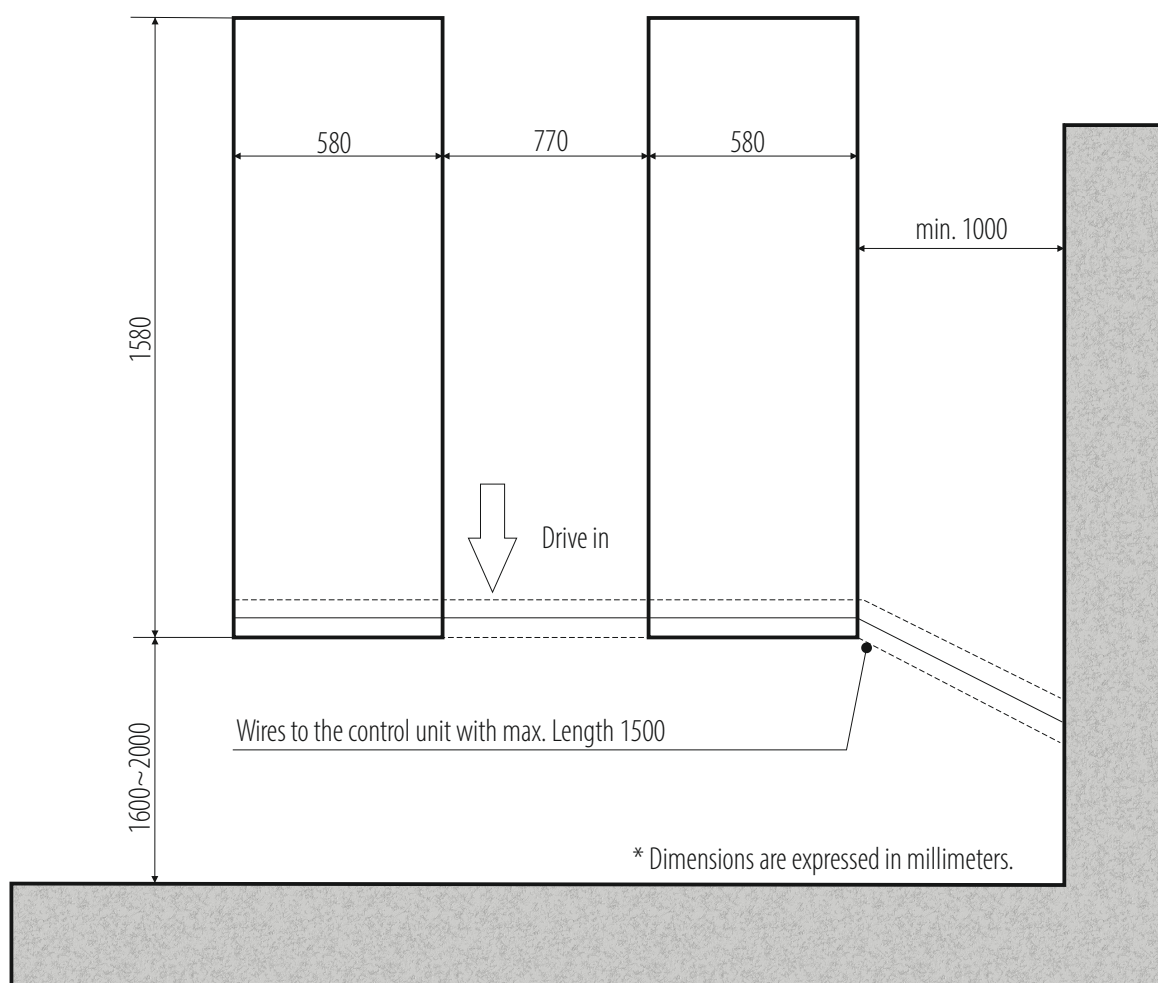 580
770
580
min. 1000
1580
Drive in
Wires to the control unit with max. Length 1500
1600~2000
* Dimensions are expressed in millimeters.